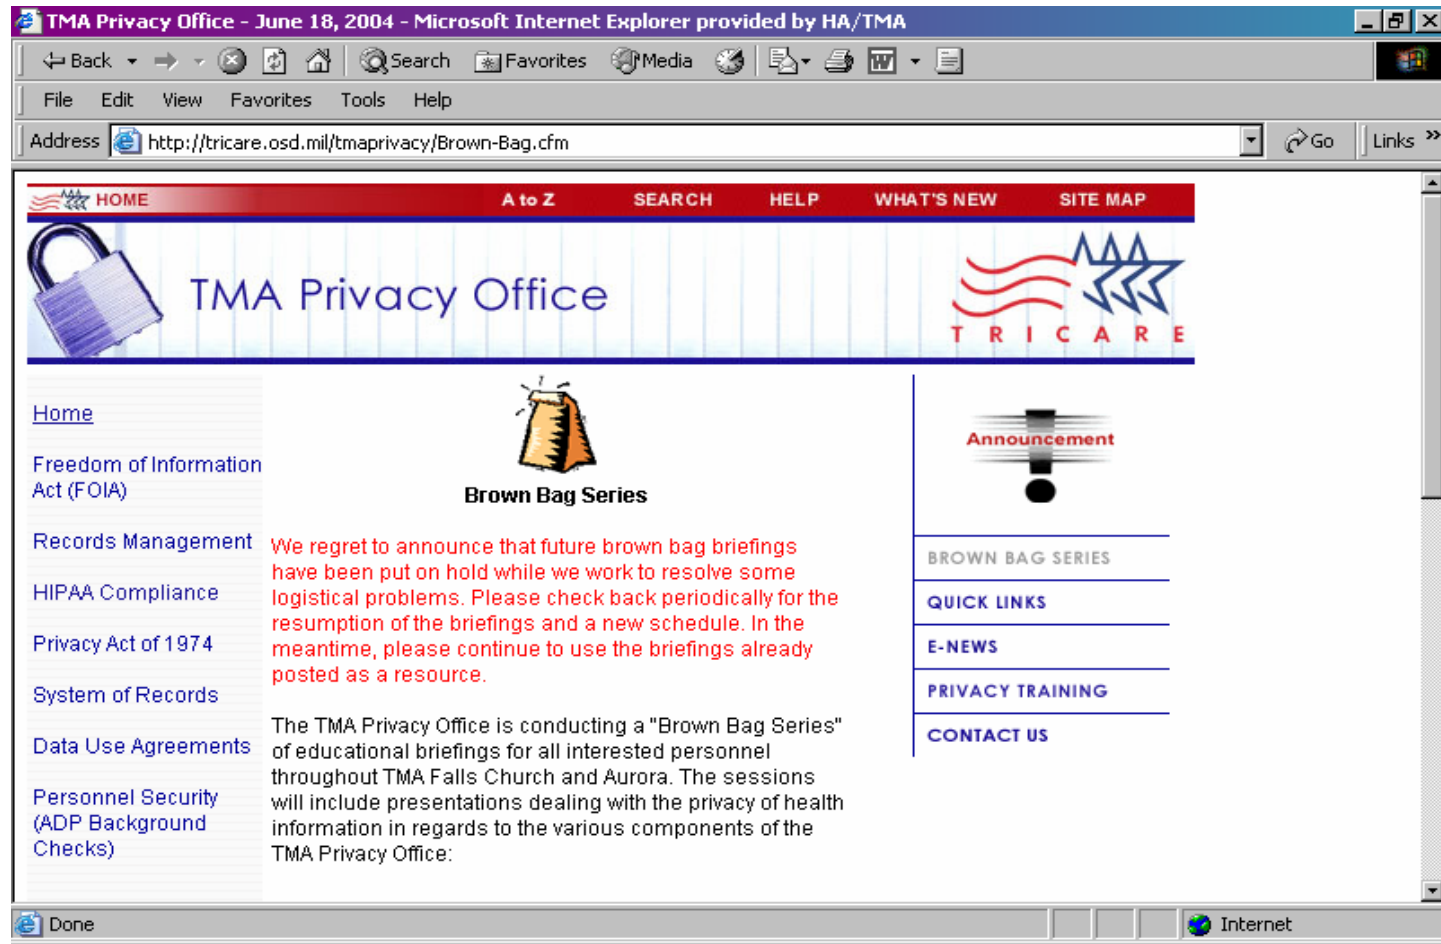 TMA Privacy Office - June 18, 2004 - Microsoft Internet Explorer provided by HA/TMA
Back Search Favorites Media
File Edit View Favorites Tools Help
Address http://tricare.osd.mil/tmaprivacy/Brown-Bag.cfm Go Links »
HOME A to Z SEARCH HELP WHAT'S NEW SITE MAP
TMA Privacy Office
TRICARE
Home
Freedom of Information
Act (FOIA)
Records Management
HIPAA Compliance
Privacy Act of 1974
System of Records
Data Use Agreements
Personnel Security
(ADP Background
Checks)
Brown Bag Series
We regret to announce that future brown bag briefings
have been put on hold while we work to resolve some
logistical problems. Please check back periodically for the
resumption of the briefings and a new schedule. In the
meantime, please continue to use the briefings already
posted as a resource.
The TMA Privacy Office is conducting a "Brown Bag Series"
of educational briefings for all interested personnel
throughout TMA Falls Church and Aurora. The sessions
will include presentations dealing with the privacy of health
information in regards to the various components of the
TMA Privacy Office:
Announcement
BROWN BAG SERIES
QUICK LINKS
E-NEWS
PRIVACY TRAINING
CONTACT US
Done Internet